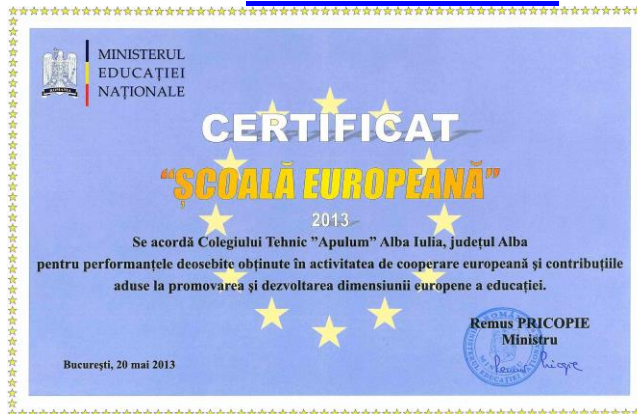 MINISTERUL
EDUCAȚIEI
NAȚIONALE
CERTIFICAT
"ȘCOALĂ EUROPEANĂ"
2013
Se acordă Colegiului Tehnic "Apulum" Alba Iulia, județul Alba
pentru performanțele deosebite obținute în activitatea de cooperare europeană și contribuțiile
aduse la promovarea și dezvoltarea dimensiunii europene a educației.
Remus PRICOPIE
Ministru
București, 20 mai 2013